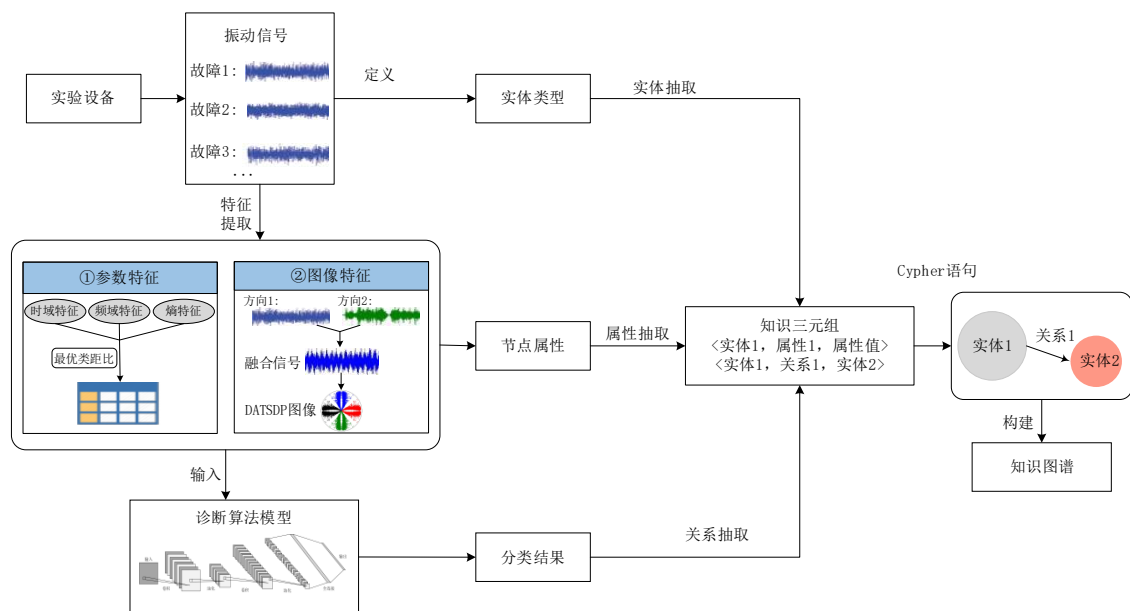 振动信号
故障1:
故障2:
故障3:
...
实验设备
定义
实体类型
实体抽取
特征
提取
①参数特征
时域特征
频域特征
熵特征
最优类距比
②图像特征
方向1:
方向2:
融合信号
DATSDP图像
节点属性
属性抽取
知识三元组
<实体1, 属性1, 属性值>
<实体1, 关系1, 实体2>
Cypher语句
实体1
关系1
实体2
构建
知识图谱
输入
诊断算法模型
输入
分类结果
关系抽取